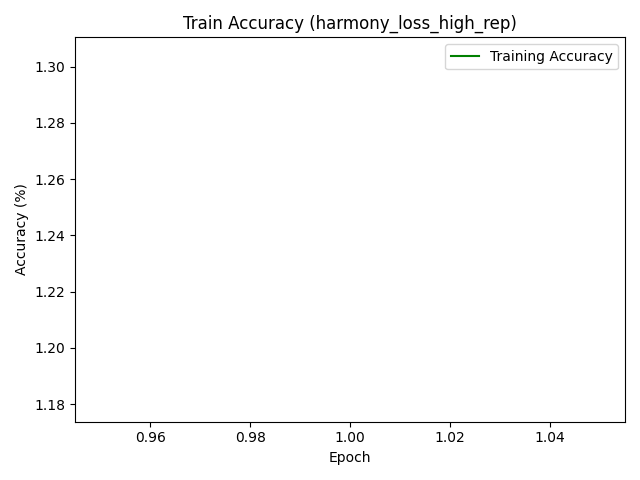 Train Accuracy (harmony_loss_high_rep)
Training Accuracy
1.30
1.28
1.26
1.24
1.22
1.20
1.18
Accuracy (%)
0.96 0.98 1.00 1.02 1.04
Epoch